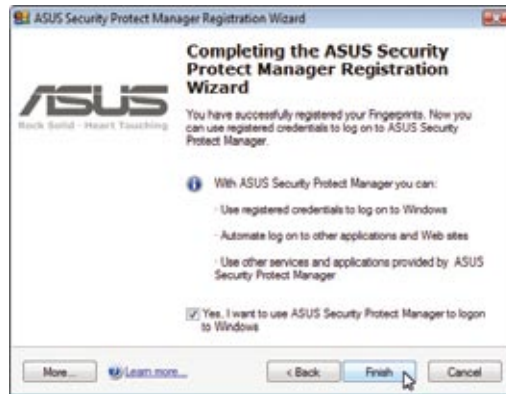 ASUS Security Protect Manager Registration Wizard
Completing the ASUS Security
Protect Manager Registration
Wizard
ASUS
Rock Solid · Heart Touching
You have successfully registered your Fingerprints. Now you
can use registered credentials to log on to ASUS Security
Protect Manager.
With ASUS Security Protect Manager you can:
· Use registered credentials to log on to Windows
· Automate log on to other applications and Web sites
· Use other services and applications provided by ASUS
Security Protect Manager
Yes, I want to use ASUS Security Protect Manager to logon
to Windows
More...
Learn more...
< Back
Finish
Cancel